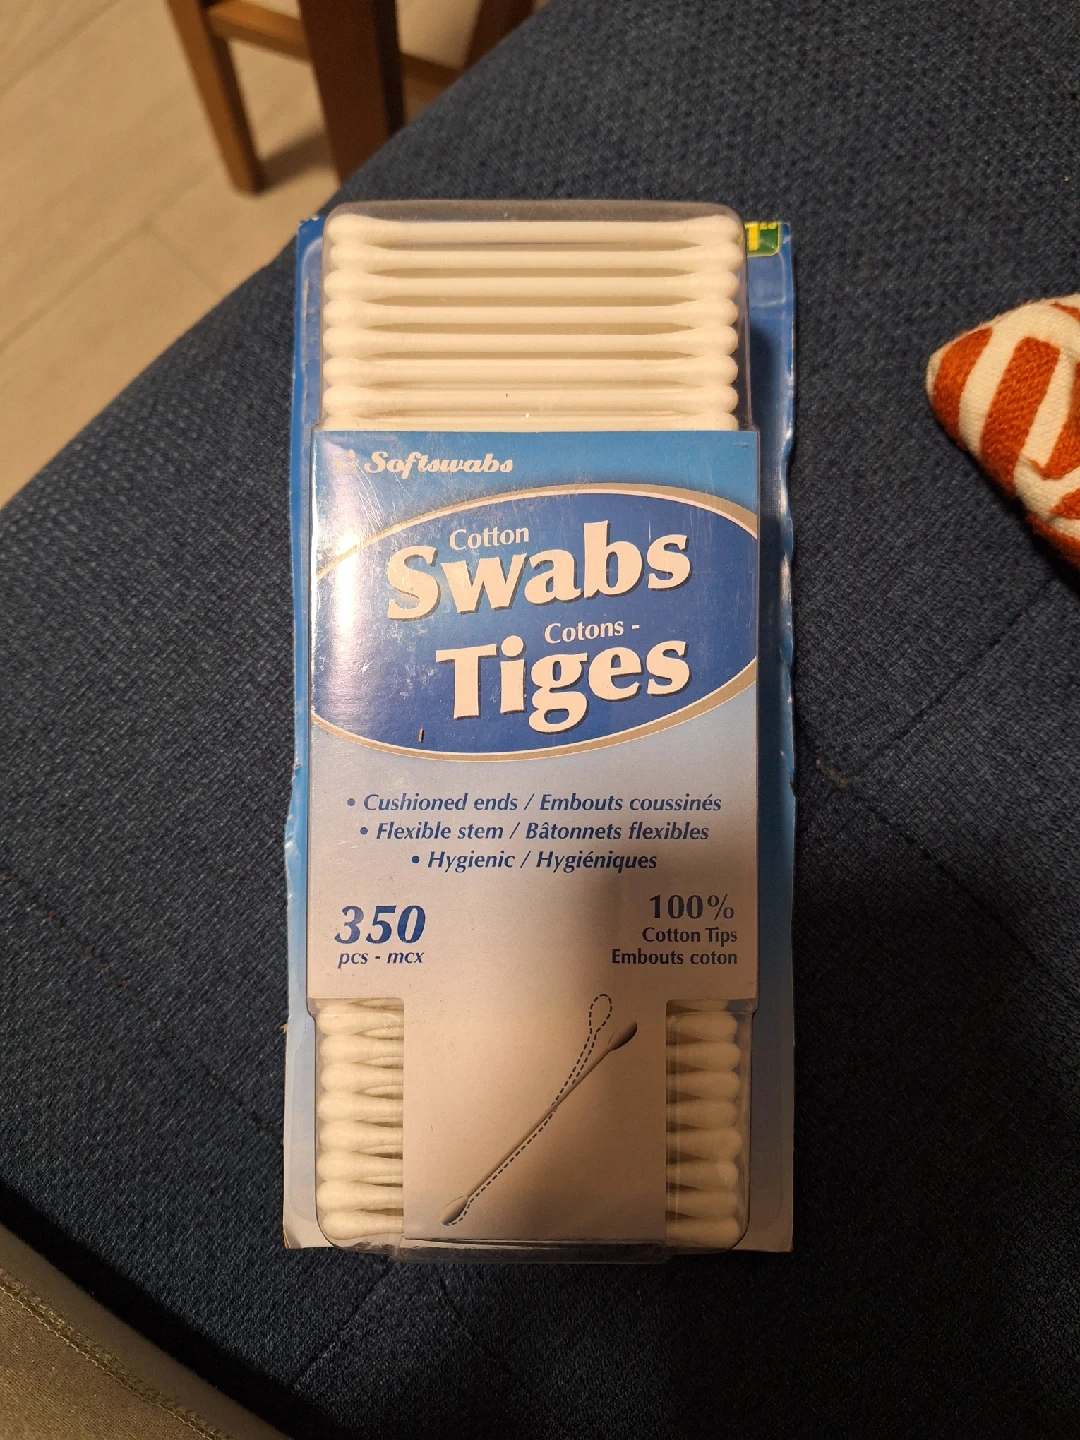 Softswabs
Cotton
Swabs
Cotons -
Tiges
• Cushioned ends / Embouts coussinés
• Flexible stem / Bâtonnets flexibles
• Hygienic / Hygiéniques
350
pcs - mcx
100%
Cotton Tips
Embouts coton